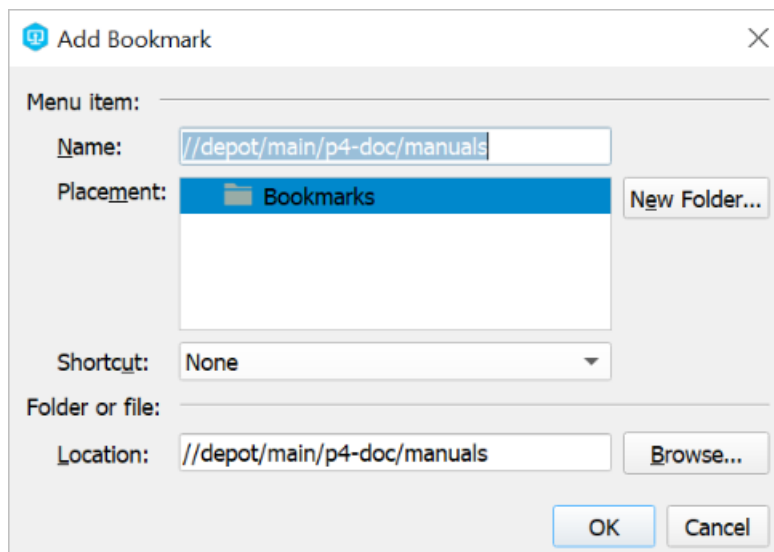 Add Bookmark
Menu item:
Name: //depot/main/p4-doc/manuals
Placement: Bookmarks New Folder...
Shortcut: None
Folder or file:
Location: //depot/main/p4-doc/manuals Browse...
OK Cancel